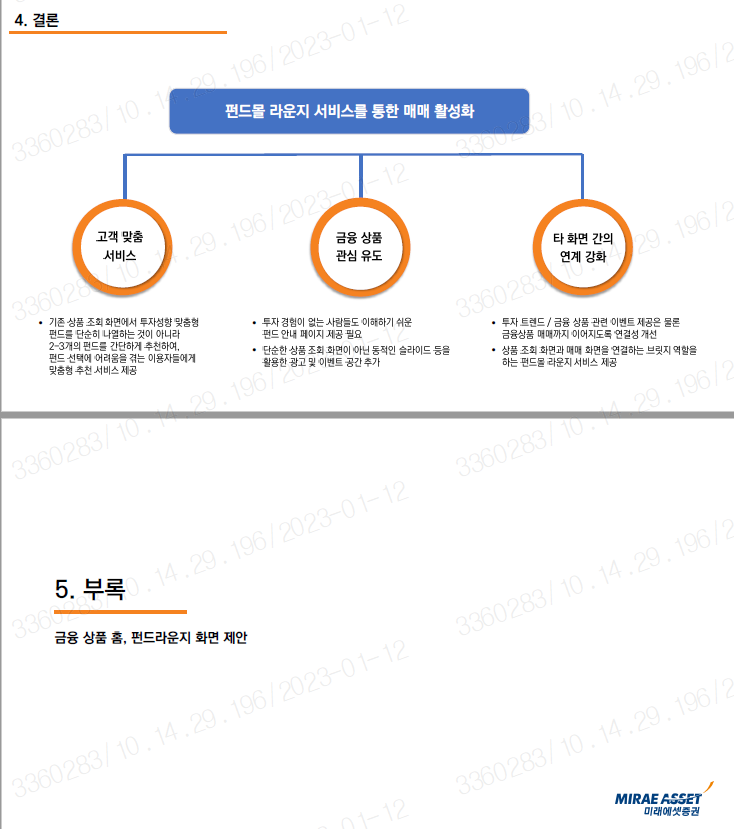 4. 결론
펀드몰 라운지 서비스를 통한 매매 활성화
고객 맞춤
서비스
금융 상품
관심 유도
타 화면 간의
연계 강화
• 기존 상품 조회 화면에서 투자성향 맞춤형
펀드를 단순히 나열하는 것이 아니라
2~3개의 펀드를 간단하게 추천하여,
펀드 선택에 어려움을 겪는 이용자들에게
맞춤형 추천 서비스 제공
• 투자 경험이 없는 사람들도 이해하기 쉬운
펀드 안내 페이지 제공 필요
• 단순한 상품 조회 화면이 아닌 동적인 슬라이드 등을
활용한 광고 및 이벤트 공간 추가
• 투자 트렌드 / 금융 상품 관련 이벤트 제공은 물론
금융상품 매매까지 이어지도록 연결성 개선
• 상품 조회 화면과 매매 화면을 연결하는 브릿지 역할을
하는 펀드몰 라운지 서비스 제공
5. 부록
금융 상품 홈, 펀드라운지 화면 제안
MIRAE ASSET
미래에셋증권
3360283/10.14.29.196/2023-01-12